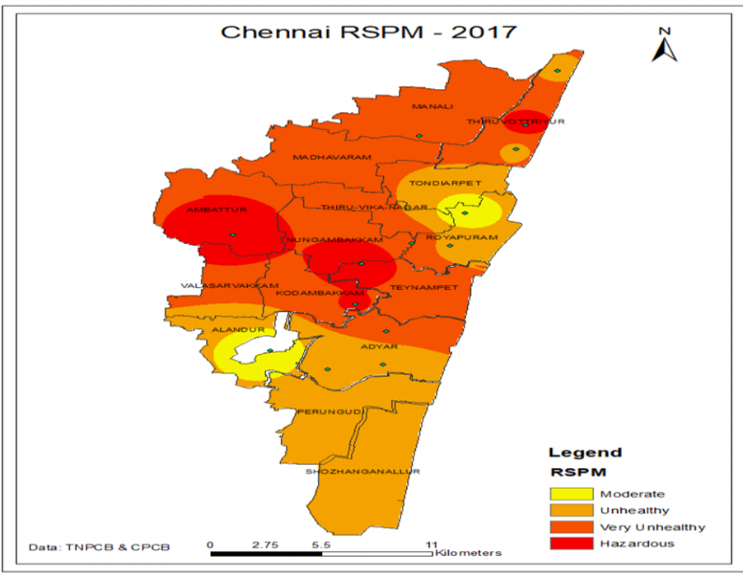 Chennai RSPM - 2017
N
MANALI
THIRUVOTTRIYUR
MADHAVARAM
TONDIARPET
AMBATTUR
THIRU-VIKA-NAGAR
ROYAPURAM
NUNGAMBAKKAM
VALASARVAKKAM
KODAMBAKKAM
TEYNAMPET
ALANDUR
ADYAR
PERUNGUD
SHOZHANGANALLUR
Legend
RSPM
Moderate
Unhealthy
Very Unhealthy
Hazardous
Data: TNPCB & CPCB
0 2.75 5.5 11
Kilometers